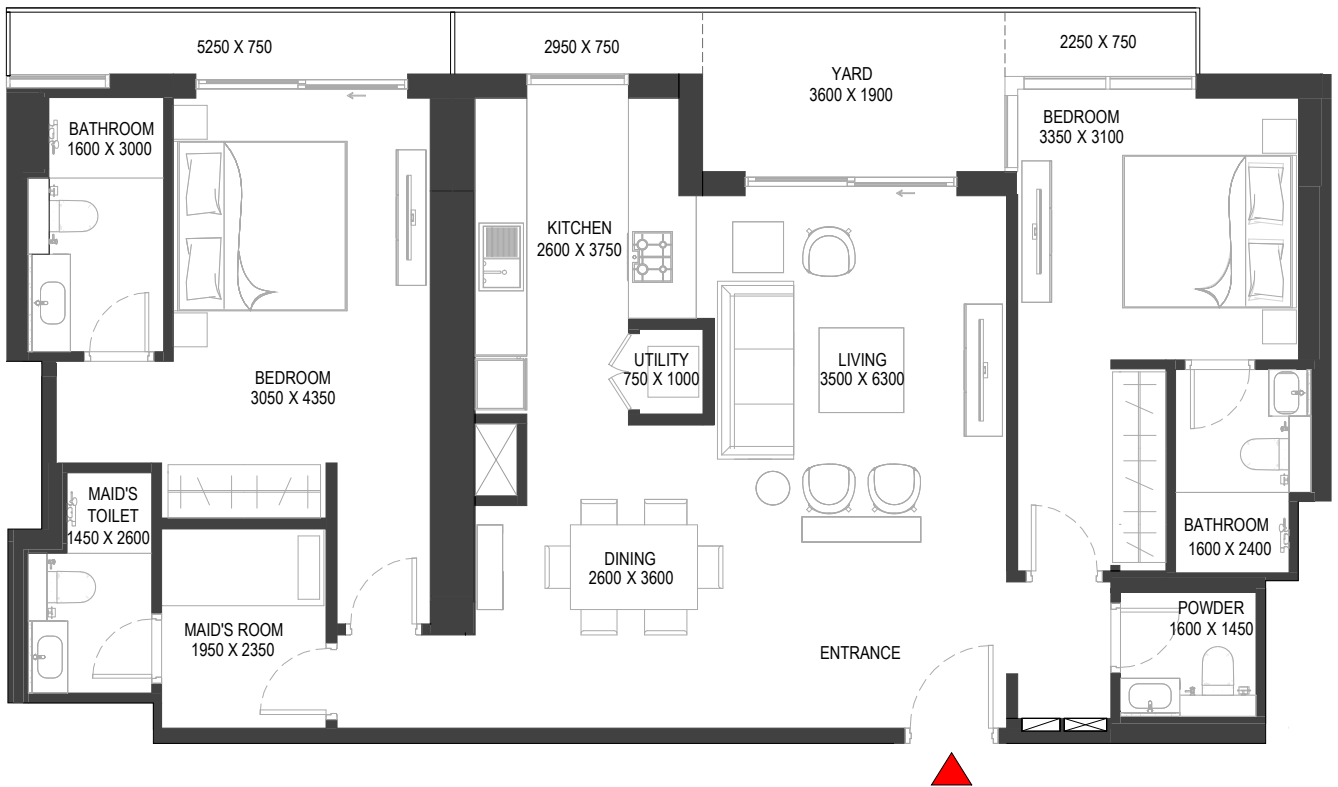 5250 X 750
2950 X 750
2250 X 750
YARD
3600 X 1900
BATHROOM
1600 X 3000
BEDROOM
3350 X 3100
KITCHEN
2600 X 3750
UTILITY
750 X 1000
LIVING
3500 X 6300
BEDROOM
3050 X 4350
MAID'S
TOILET
1450 X 2600
BATHROOM
1600 X 2400
DINING
2600 X 3600
MAID'S ROOM
1950 X 2350
POWDER
1600 X 1450
ENTRANCE